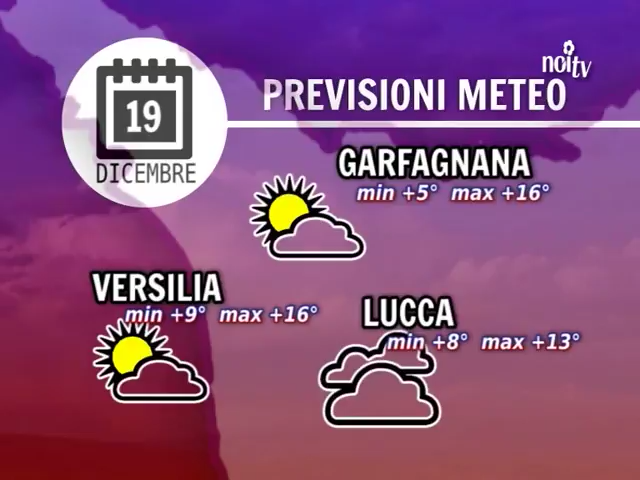 noitv
PREVISIONI METEO
19
DICEMBRE
GARFAGNANA
min +5° max +16°
VERSILIA
min +9° max +16°
LUCCA
min +8° max +13°